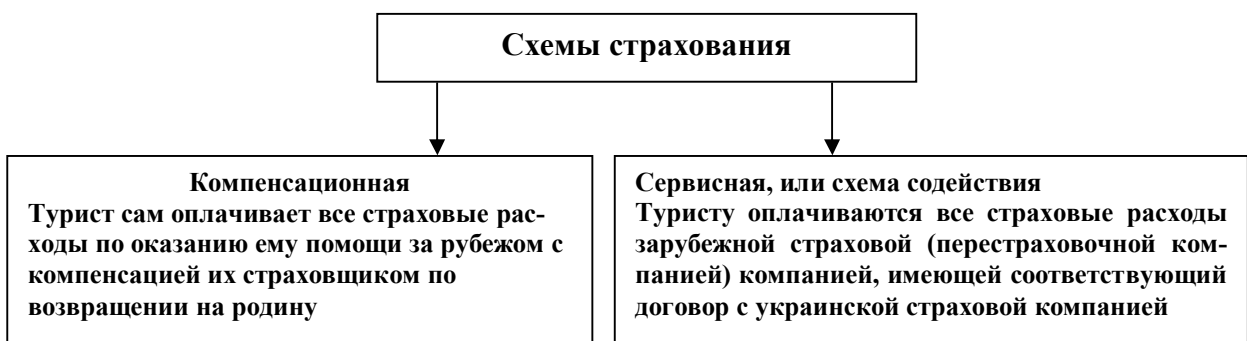 Схемы страхования
Компенсационная
Турист сам оплачивает все страховые рас-
ходы по оказанию ему помощи за рубежом с
компенсацией их страховщиком по
возвращении на родину
Сервисная, или схема содействия
Туристу оплачиваются все страховые расходы
зарубежной страховой (перестраховочной ком-
панией) компанией, имеющей соответствующий
договор с украинской страховой компанией